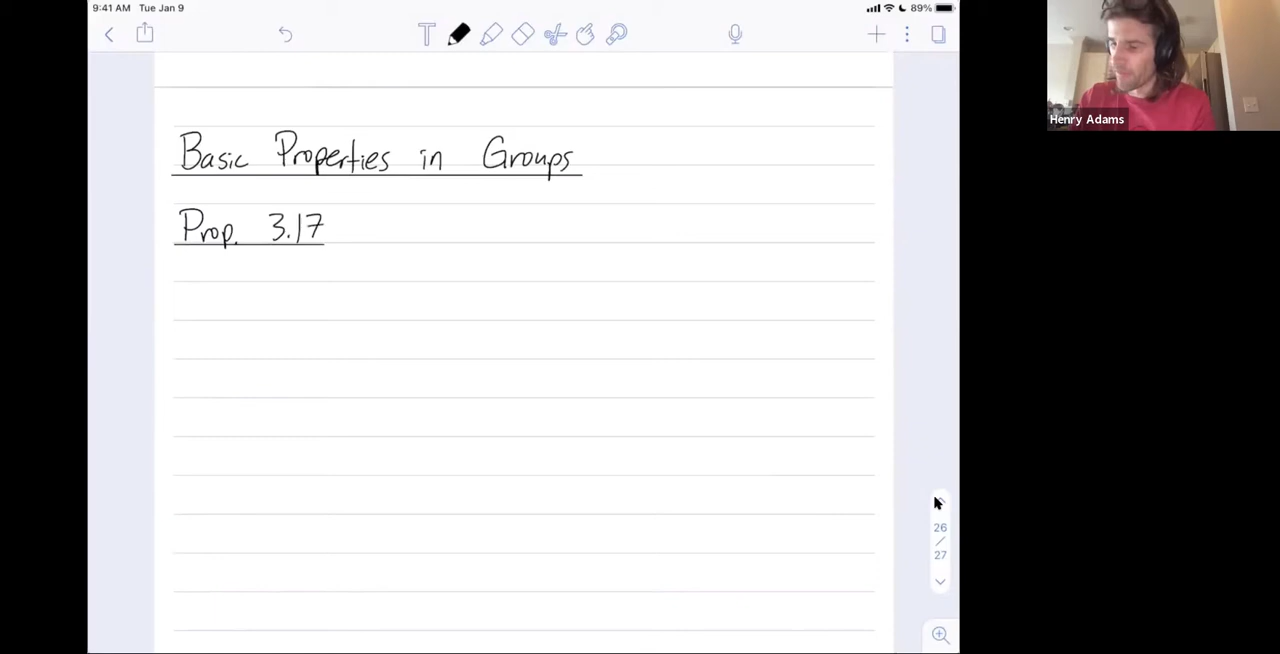 9:41 AM Tue Jan 9
89%
T
Henry Adams
Basic Properties in Groups
Prop. 3.17
26
/
27